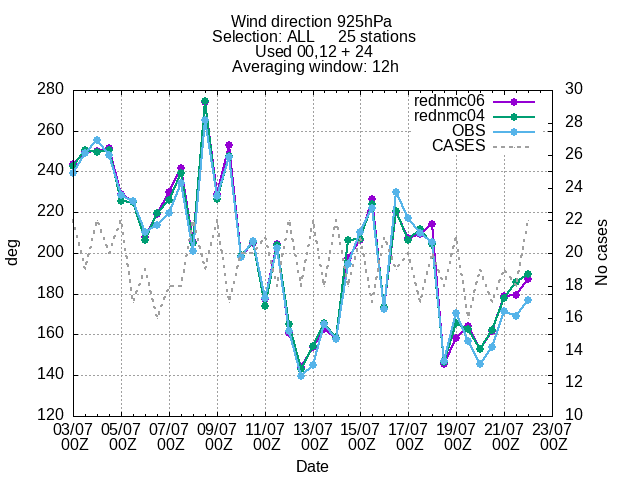 Wind direction 925hPa
Selection: ALL 25 stations
Used 00,12 + 24
Averaging window: 12h
280 30
rednmc06
rednmc04
OBS
CASES
260 28
240 26
220 24
200 22
180 20
160 18
140 16
120 14
12
10
deg
No cases
03/07 05/07 07/07 09/07 11/07 13/07 15/07 17/07 19/07 21/07 23/07
00Z 00Z 00Z 00Z 00Z 00Z 00Z 00Z 00Z 00Z 00Z
Date